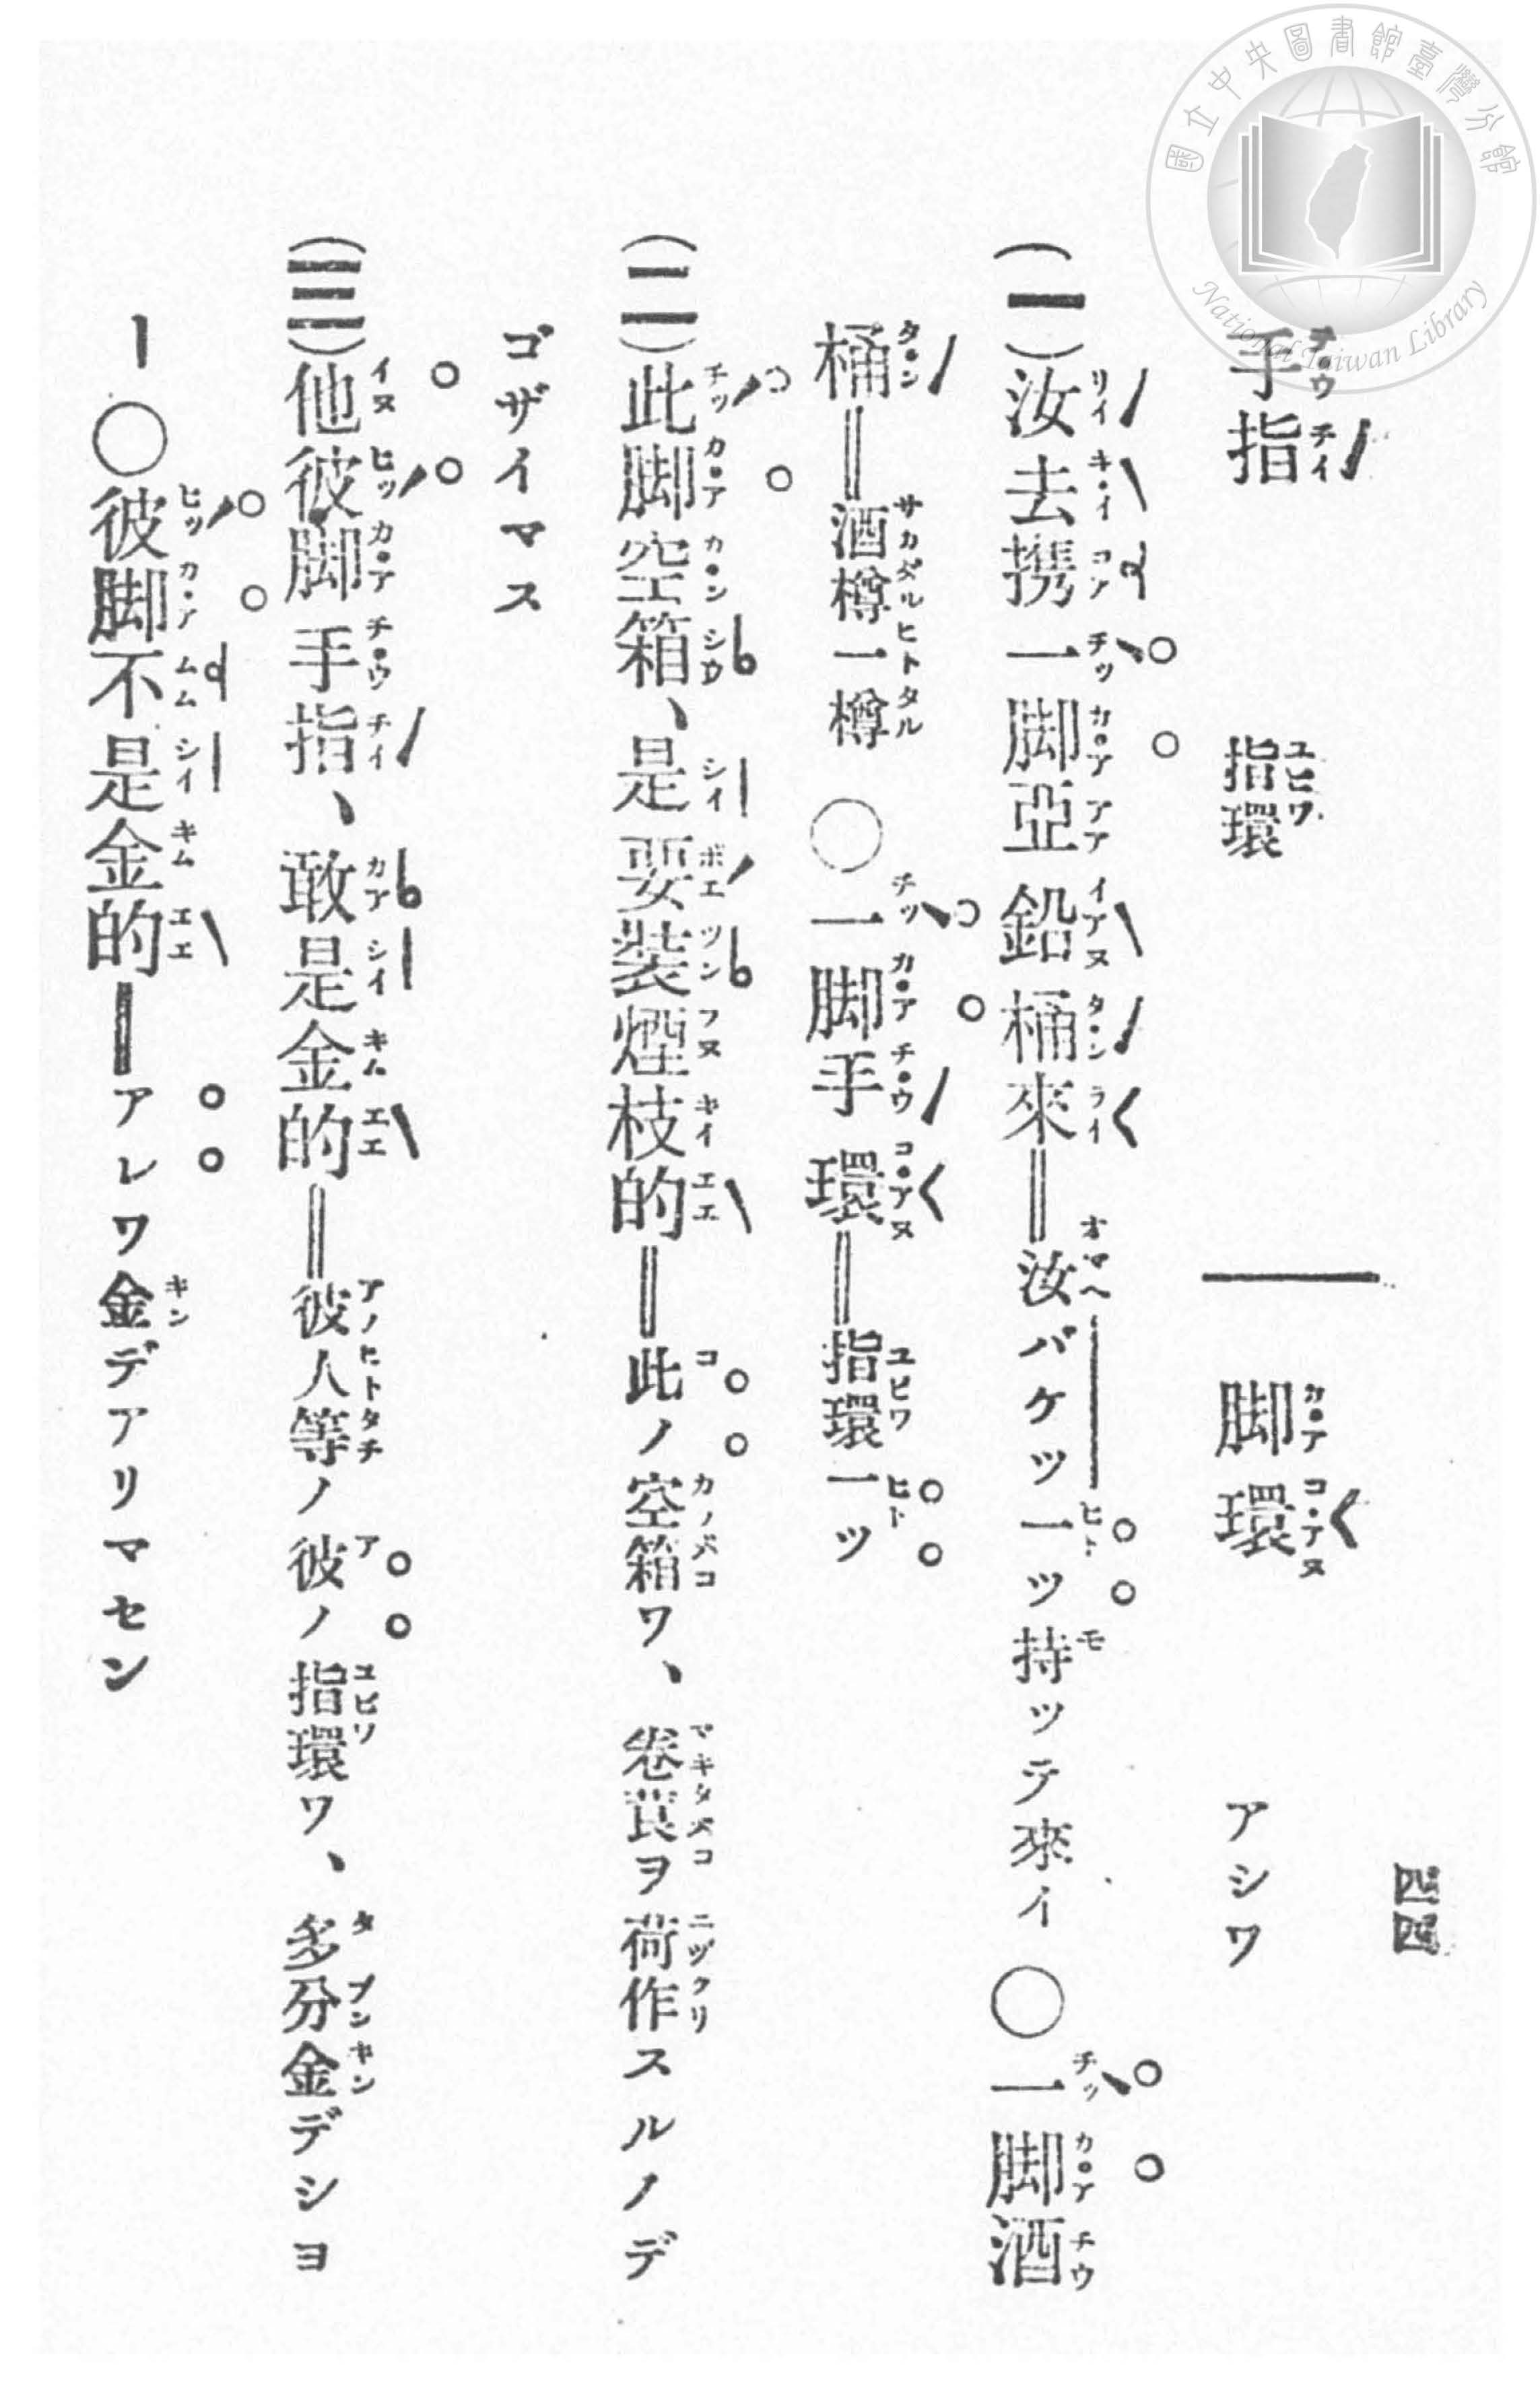 國立中央圖書館臺灣分館
National Taiwan Library
四四
手指 指環 脚環 アシワ
(一)汝去携一脚亞鉛桶來=汝バケツ一ツ持ッテ來イ ○一脚酒
桶=酒樽一樽 ○一脚手環=指環一ツ
(二)此脚空箱、是要裝煙枝的=此ノ空箱ワ、卷莨ヲ荷作スルノデ
ゴザイマス
(三)他彼脚手指、敢是金的=彼人等ノ彼ノ指環ワ、多分金デショ
ー ○彼脚不是金的=アレワ金デアリマセン